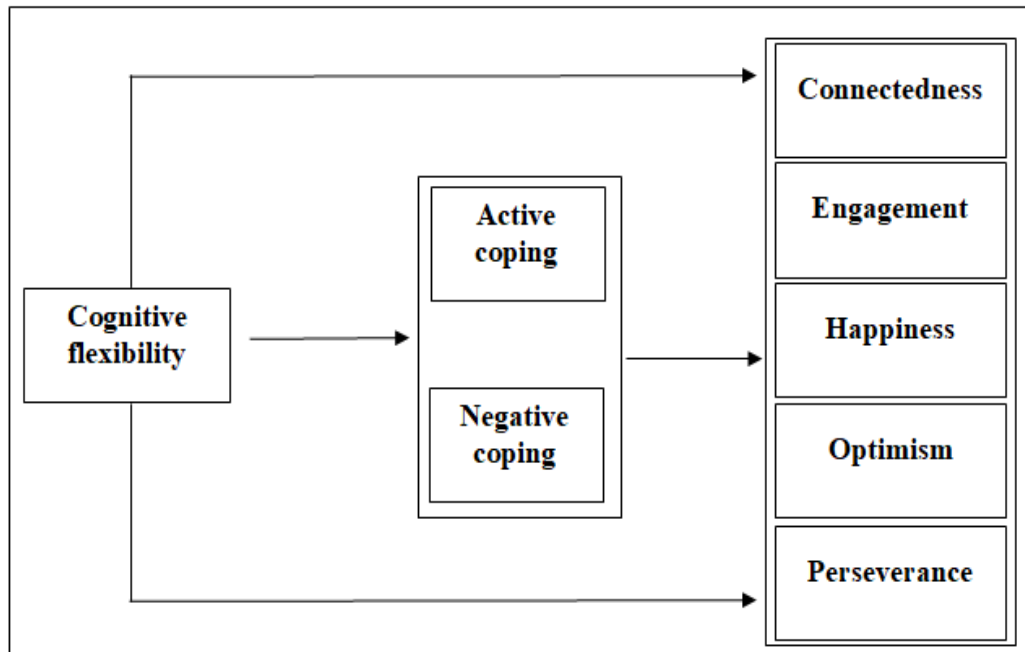 Cognitive
flexibility
Active
coping
Negative
coping
Connectedness
Engagement
Happiness
Optimism
Perseverance